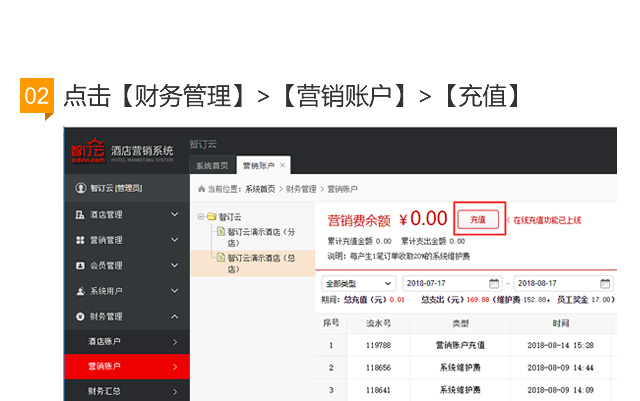 02 点击【财务管理】>【营销账户】>【充值】
智订云 酒店营销系统
zidinn.com HOTEL MARKETING SYSTEM
智订云
系统首页 营销账户 ×
智订云 [管理员]
当前位置: 系统首页 > 财务管理 > 营销账户
酒店管理
营销管理
会员管理
系统用户
财务管理
酒店账户
营销账户
财务汇总
智订云
智订云演示酒店（分店）
智订云演示酒店（总店）
营销费余额 ¥0.00 充值 < 在线充值功能已上线
累计充值金额 0.00 累计支出金额 0.00
说明: 每产生1笔订单收取20%的系统维护费
全部类型 2018-07-17 - 2018-08-17
期间: 总充值（元）0.01 总支出（元）169.88（维护费 152.88, 员工奖金 17.00）
序号 流水号 类型 时间
1 119788 营销账户充值 2018-08-14 15:28
2 118656 系统维护费 2018-08-09 14:44
3 118641 系统维护费 2018-08-09 14:09